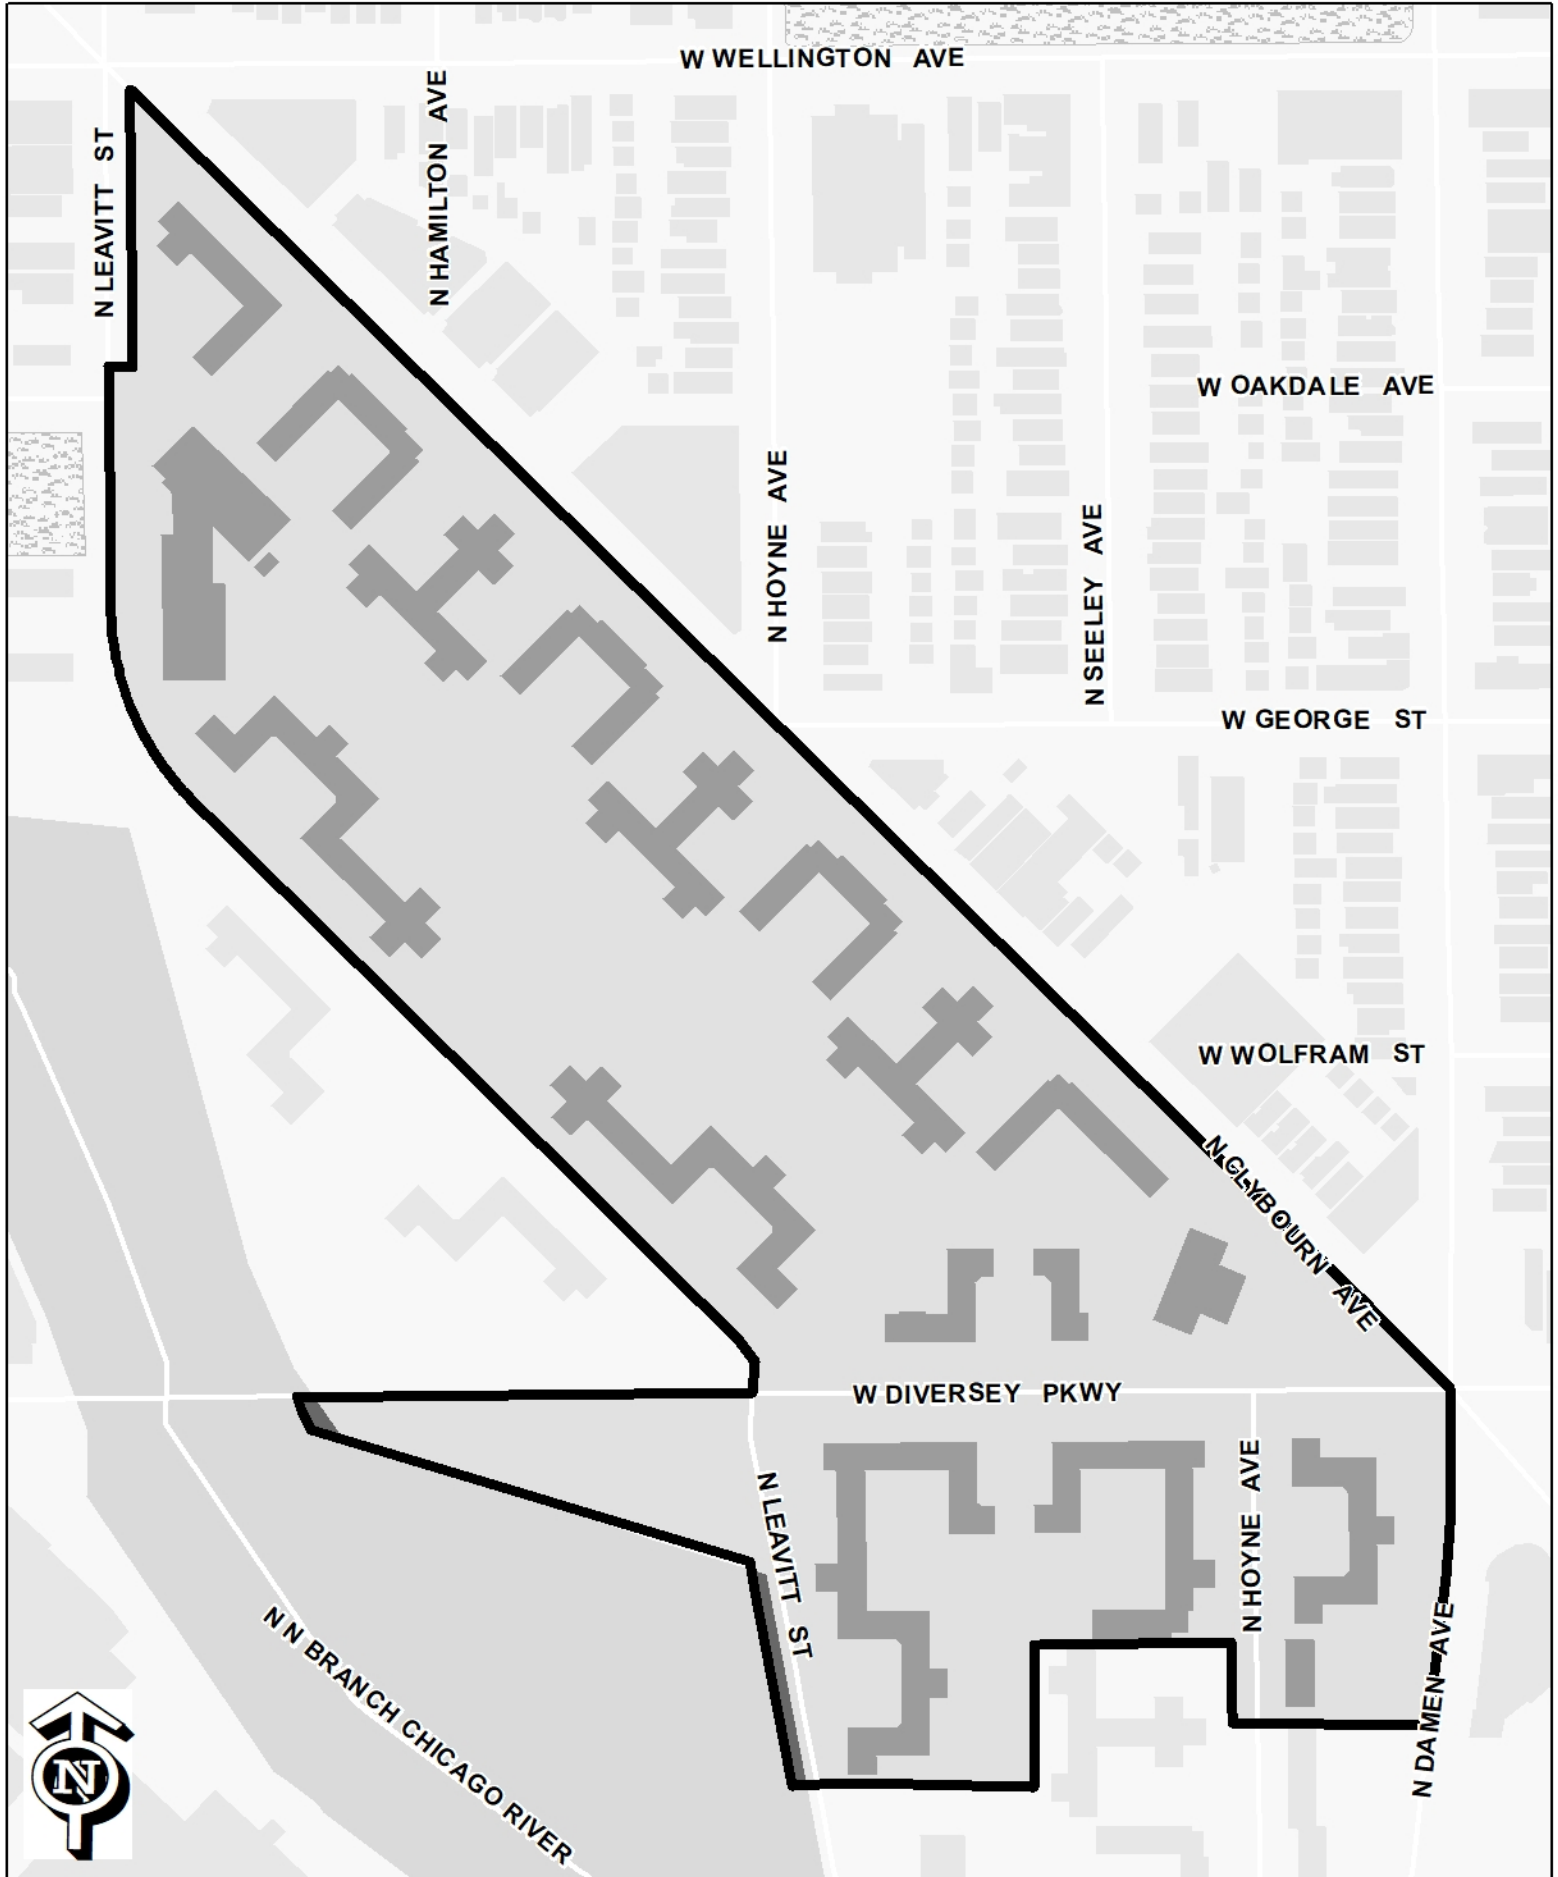 W WELLINGTON AVE
N LEAVITT ST
N HAMILTON AVE
W OAKDALE AVE
N HOYNE AVE
N SEELEY AVE
W GEORGE ST
W WOLFRAM ST
N CLYBOURN AVE
W DIVERSEY PKWY
N LEAVITT ST
N HOYNE AVE
N DAMEN AVE
N N BRANCH CHICAGO RIVER
N